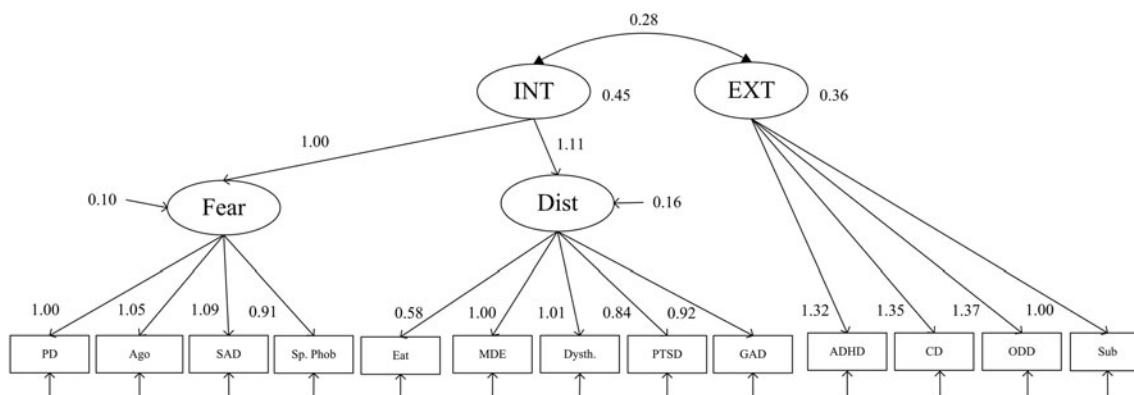 0.28
INT
0.45
EXT
0.36
1.00
1.11
0.10
Fear
Dist
0.16
1.00
1.05
1.09
0.91
0.58
1.00
1.01
0.84
0.92
1.32
1.35
1.37
1.00
PD
Ago
SAD
Sp. Phob
Eat
MDE
Dysth.
PTSD
GAD
ADHD
CD
ODD
Sub